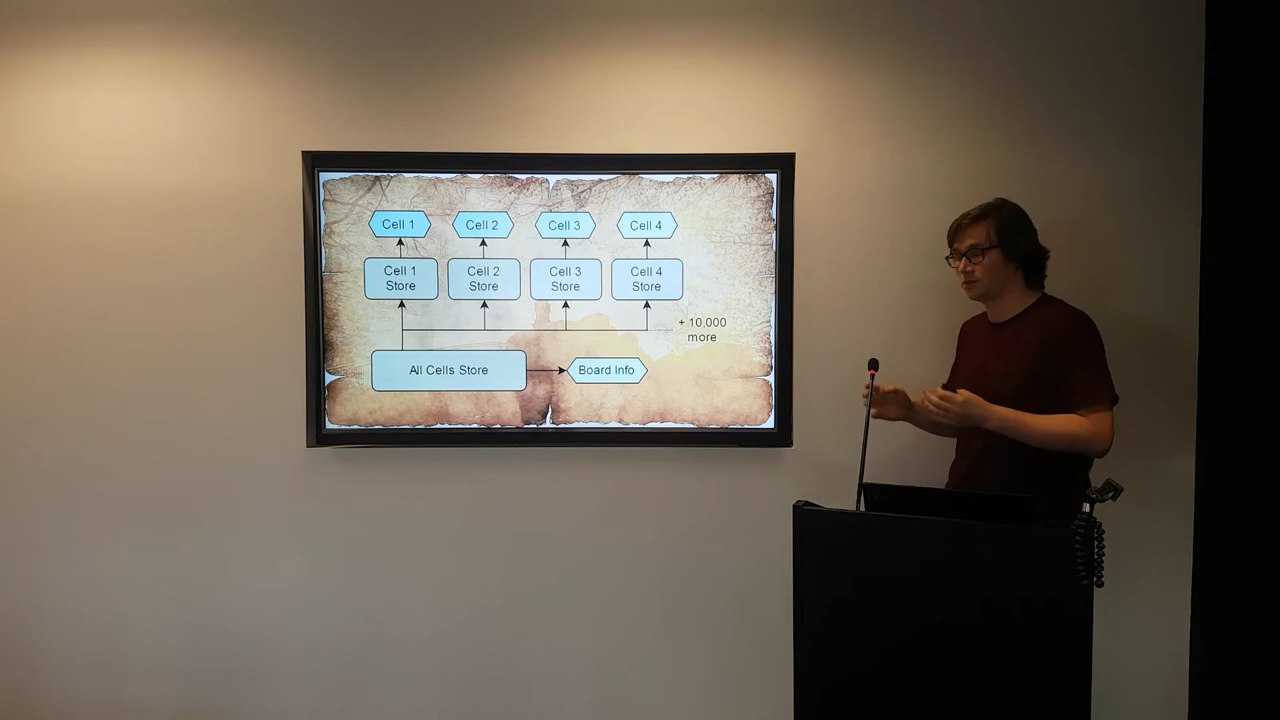 Cell 1
Cell 2
Cell 3
Cell 4
Cell 1
Store
Cell 2
Store
Cell 3
Store
Cell 4
Store
+ 10,000
more
All Cells Store
Board Info